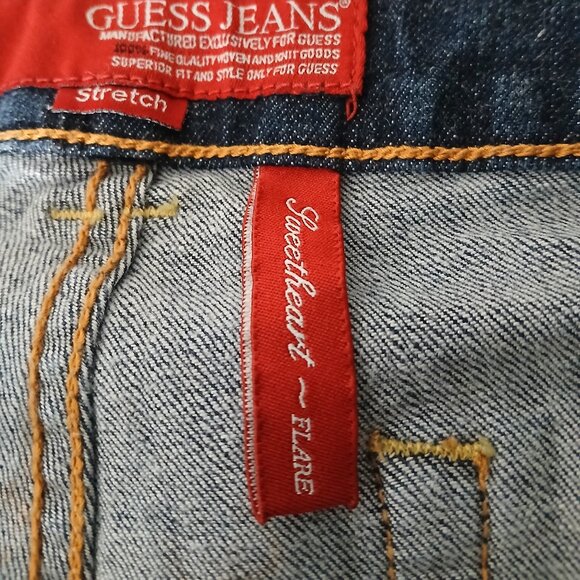 GUESS JEANS®
MANUFACTURED EXCLUSIVELY FOR GUESS
100% FINE QUALITY WOVEN AND KNIT GOODS
SUPERIOR FIT AND STYLE ONLY FOR GUESS
Stretch
Sweetheart ~ FLARE